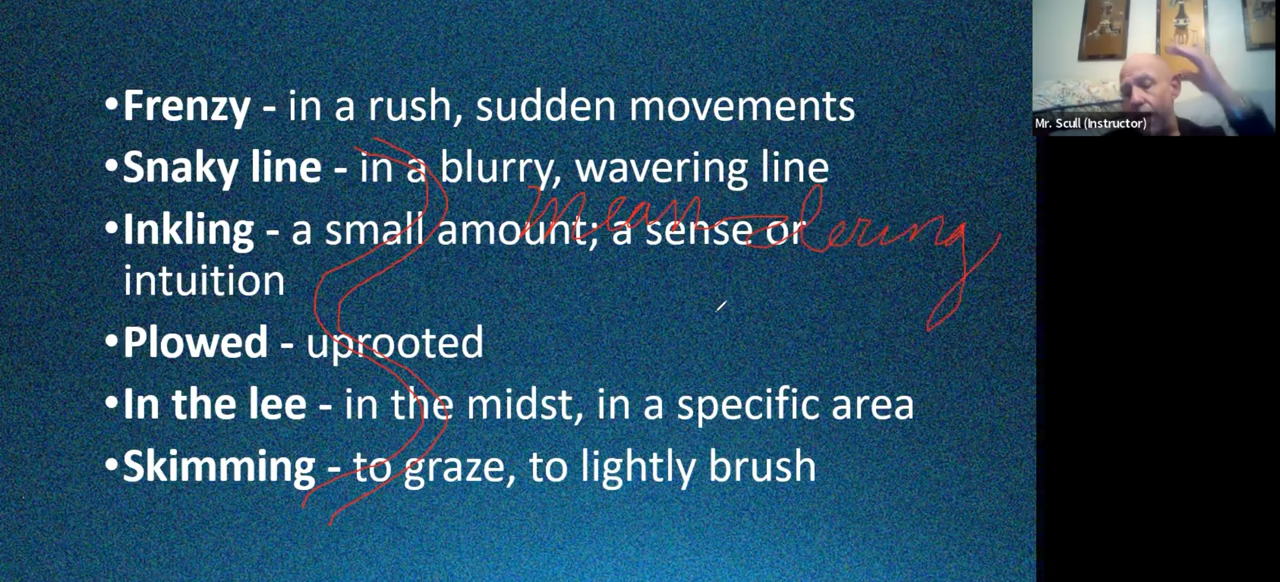 •Frenzy - in a rush, sudden movements
•Snaky line - in a blurry, wavering line
•Inkling - a small amount; a sense or
intuition
•Plowed - uprooted
•In the lee - in the midst, in a specific area
•Skimming - to graze, to lightly brush
meandering
Mr. Scull (Instructor)